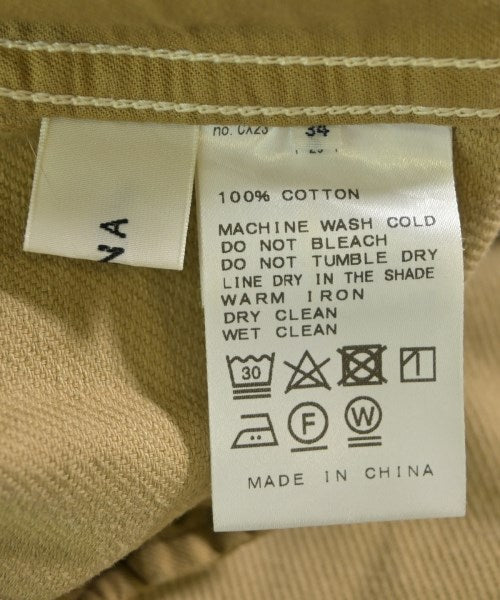 NA
no. CX23 34
100% COTTON
MACHINE WASH COLD
DO NOT BLEACH
DO NOT TUMBLE DRY
LINE DRY IN THE SHADE
WARM IRON
DRY CLEAN
WET CLEAN
30
F W
MADE IN CHINA